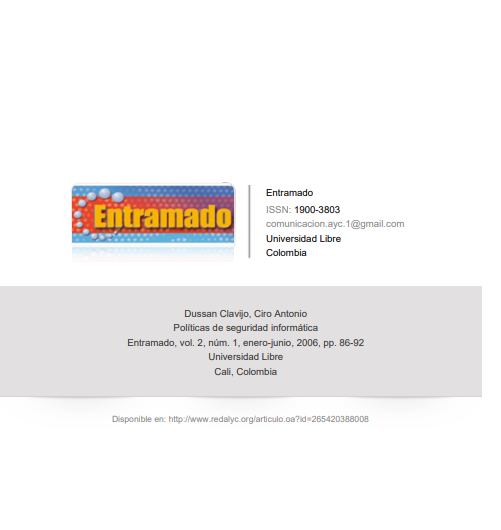 Entramado
Entramado
ISSN: 1900-3803
comunicacion.ayc.1@gmail.com
Universidad Libre
Colombia
Dussan Clavijo, Ciro Antonio
Políticas de seguridad informática
Entramado, vol. 2, núm. 1, enero-junio, 2006, pp. 86-92
Universidad Libre
Cali, Colombia
Disponible en: http://www.redalyc.org/articulo.oa?id=265420388008